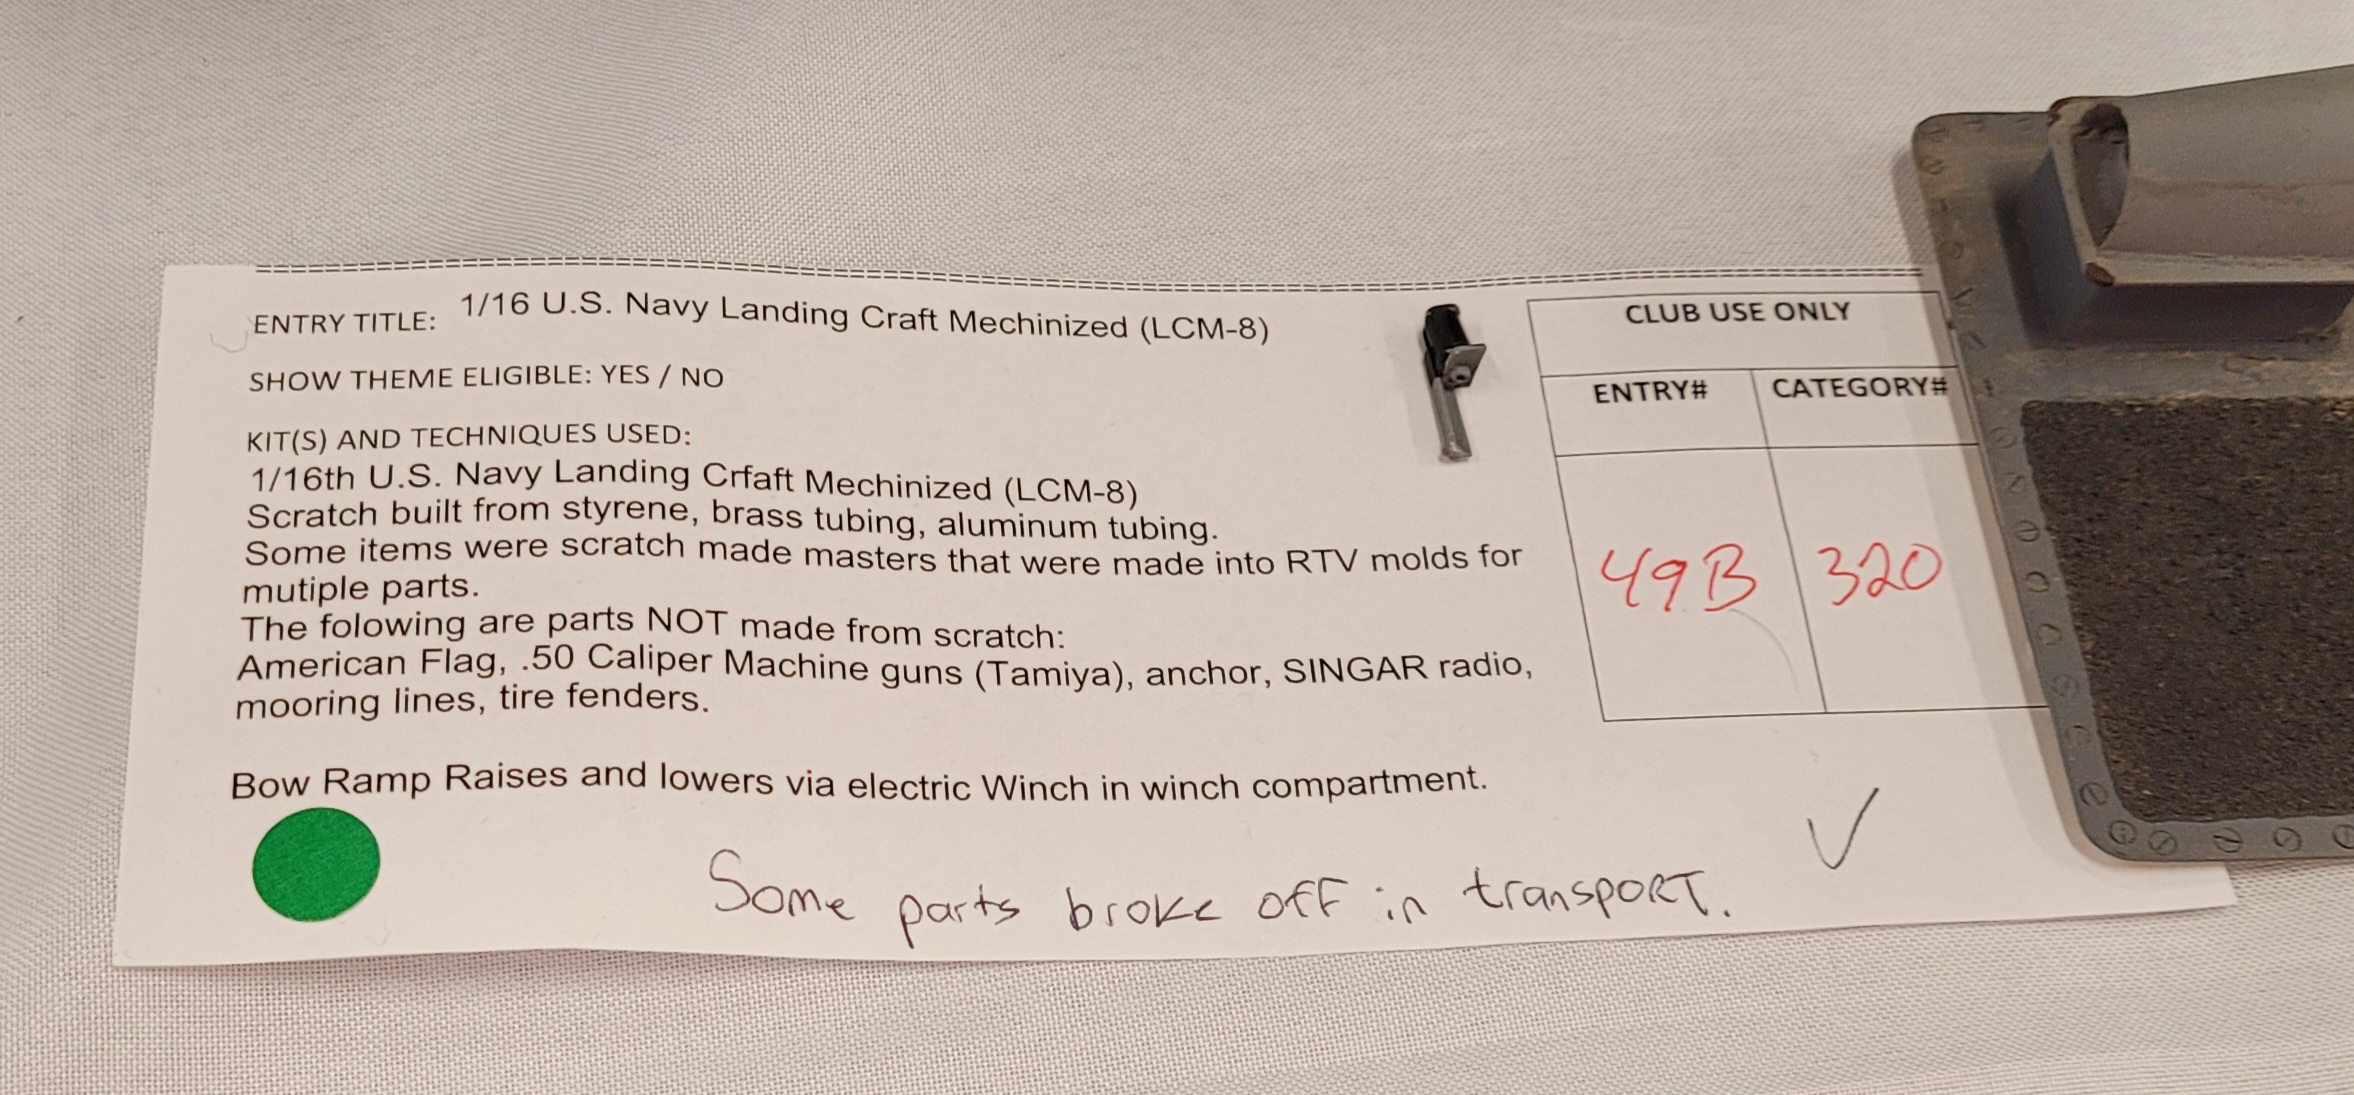 ENTRY TITLE: 1/16 U.S. Navy Landing Craft Mechinized (LCM-8)
SHOW THEME ELIGIBLE: YES / NO
KIT(S) AND TECHNIQUES USED:
1/16th U.S. Navy Landing Crfaft Mechinized (LCM-8)
Scratch built from styrene, brass tubing, aluminum tubing.
Some items were scratch made masters that were made into RTV molds for
mutiple parts.
The folowing are parts NOT made from scratch:
American Flag, .50 Caliper Machine guns (Tamiya), anchor, SINGAR radio,
mooring lines, tire fenders.
Bow Ramp Raises and lowers via electric Winch in winch compartment.
Some parts broke off in transport.
CLUB USE ONLY
ENTRY# CATEGORY#
49B 320